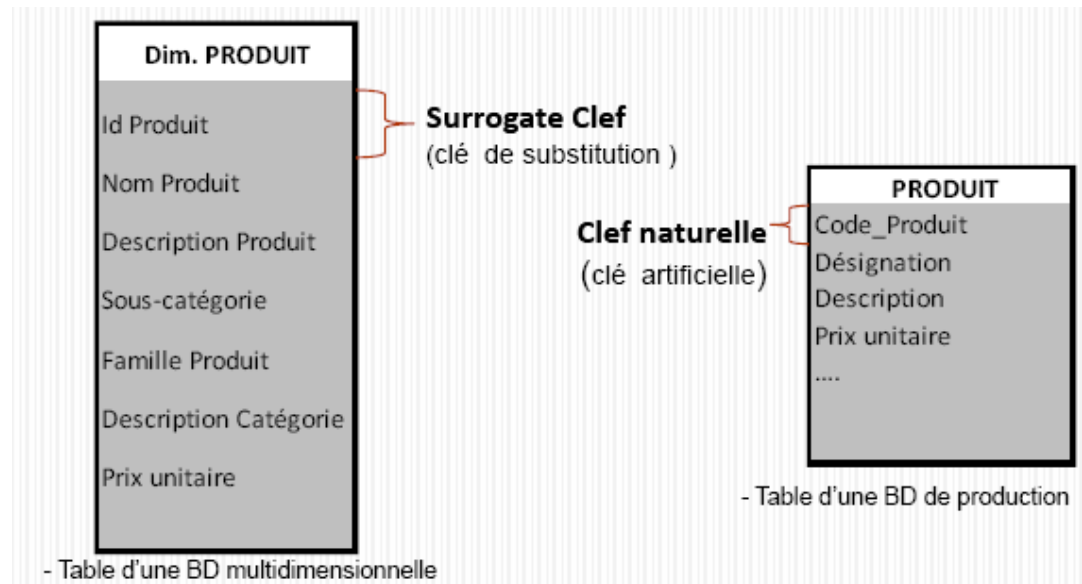 Dim. PRODUIT
Id Produit
Nom Produit
Description Produit
Sous-catégorie
Famille Produit
Description Catégorie
Prix unitaire
- Table d'une BD multidimensionnelle
Surrogate Clef
(clé de substitution )
Clef naturelle
(clé artificielle)
PRODUIT
Code_Produit
Désignation
Description
Prix unitaire
....
- Table d'une BD de production